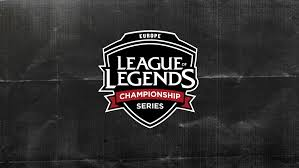 EUROPE
LEAGUE OF
LEGENDS
CHAMPIONSHIP
SERIES